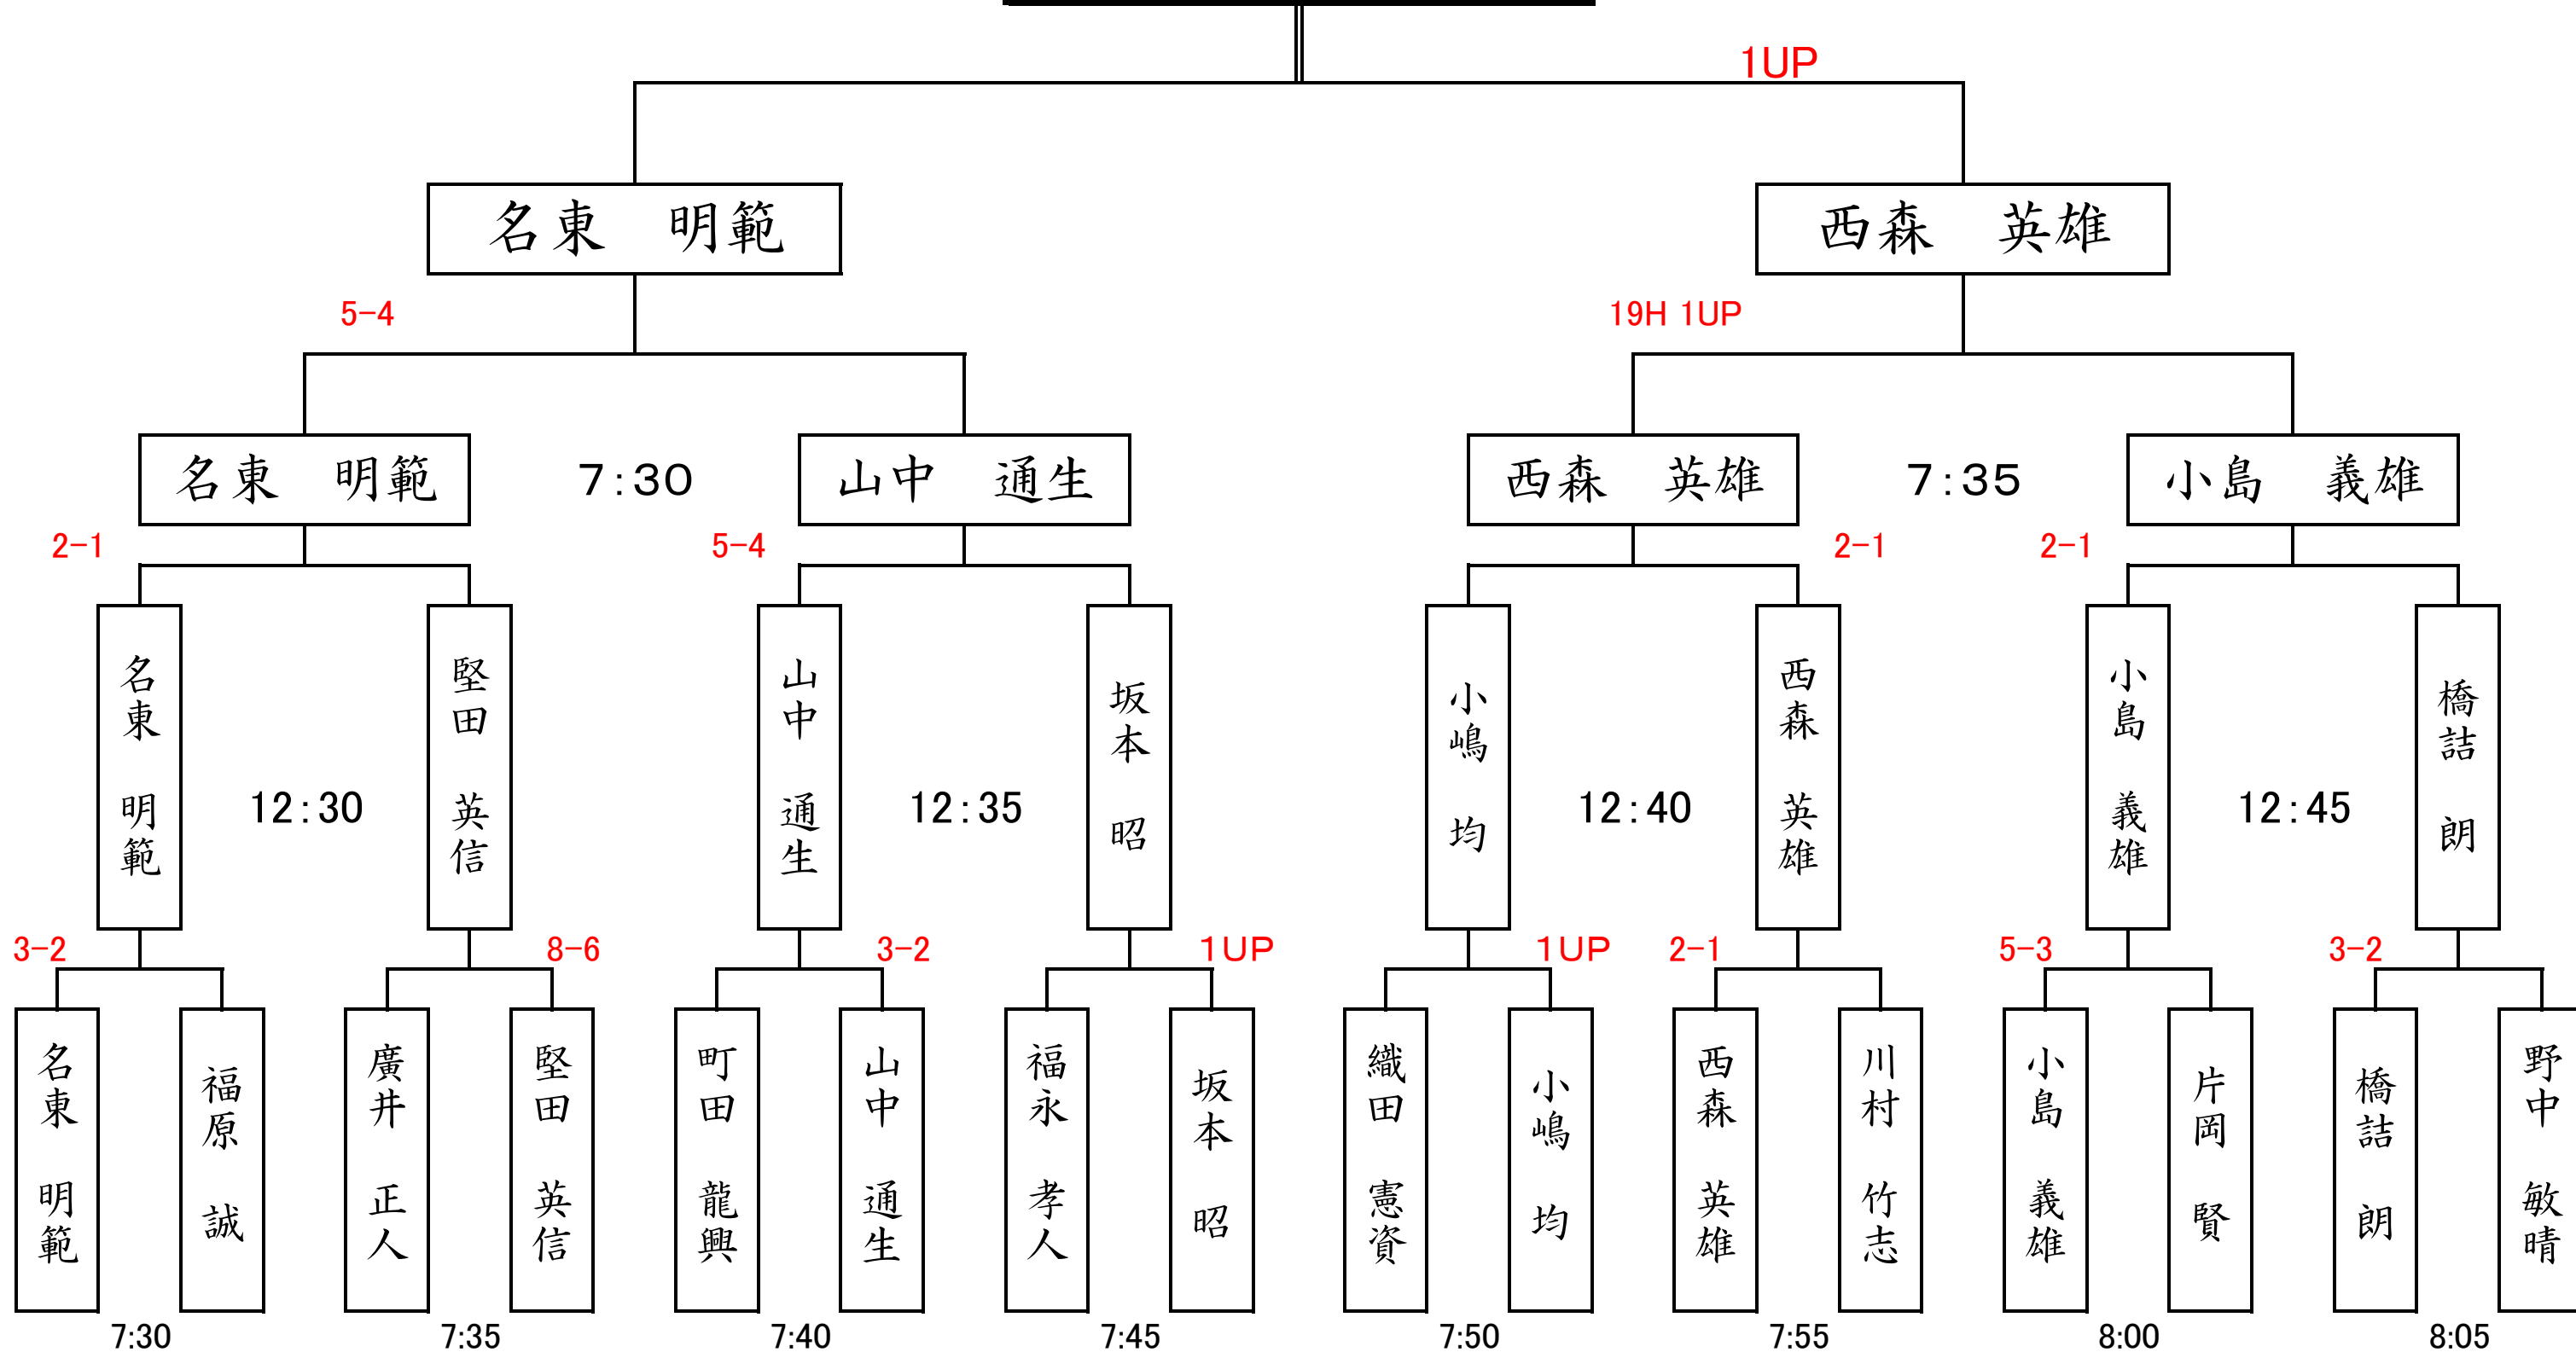 1UP
名東　明範
西森　英雄
5-4
19H 1UP
名東　明範
7:30
山中　通生
西森　英雄
7:35
小島　義雄
2-1
5-4
2-1
2-1
名東　明範
12:30
堅田　英信
山中　通生
12:35
坂本　昭
小嶋　均
12:40
西森　英雄
小島　義雄
12:45
橋詰　朗
3-2
8-6
3-2
1UP
1UP
2-1
5-3
3-2
名東　明範
福原　誠
廣井　正人
堅田　英信
町田　龍興
山中　通生
福永　孝人
坂本　昭
織田　憲資
小嶋　均
西森　英雄
川村　竹志
小島　義雄
片岡　賢
橋詰　朗
野中　敏晴
7:30
7:35
7:40
7:45
7:50
7:55
8:00
8:05